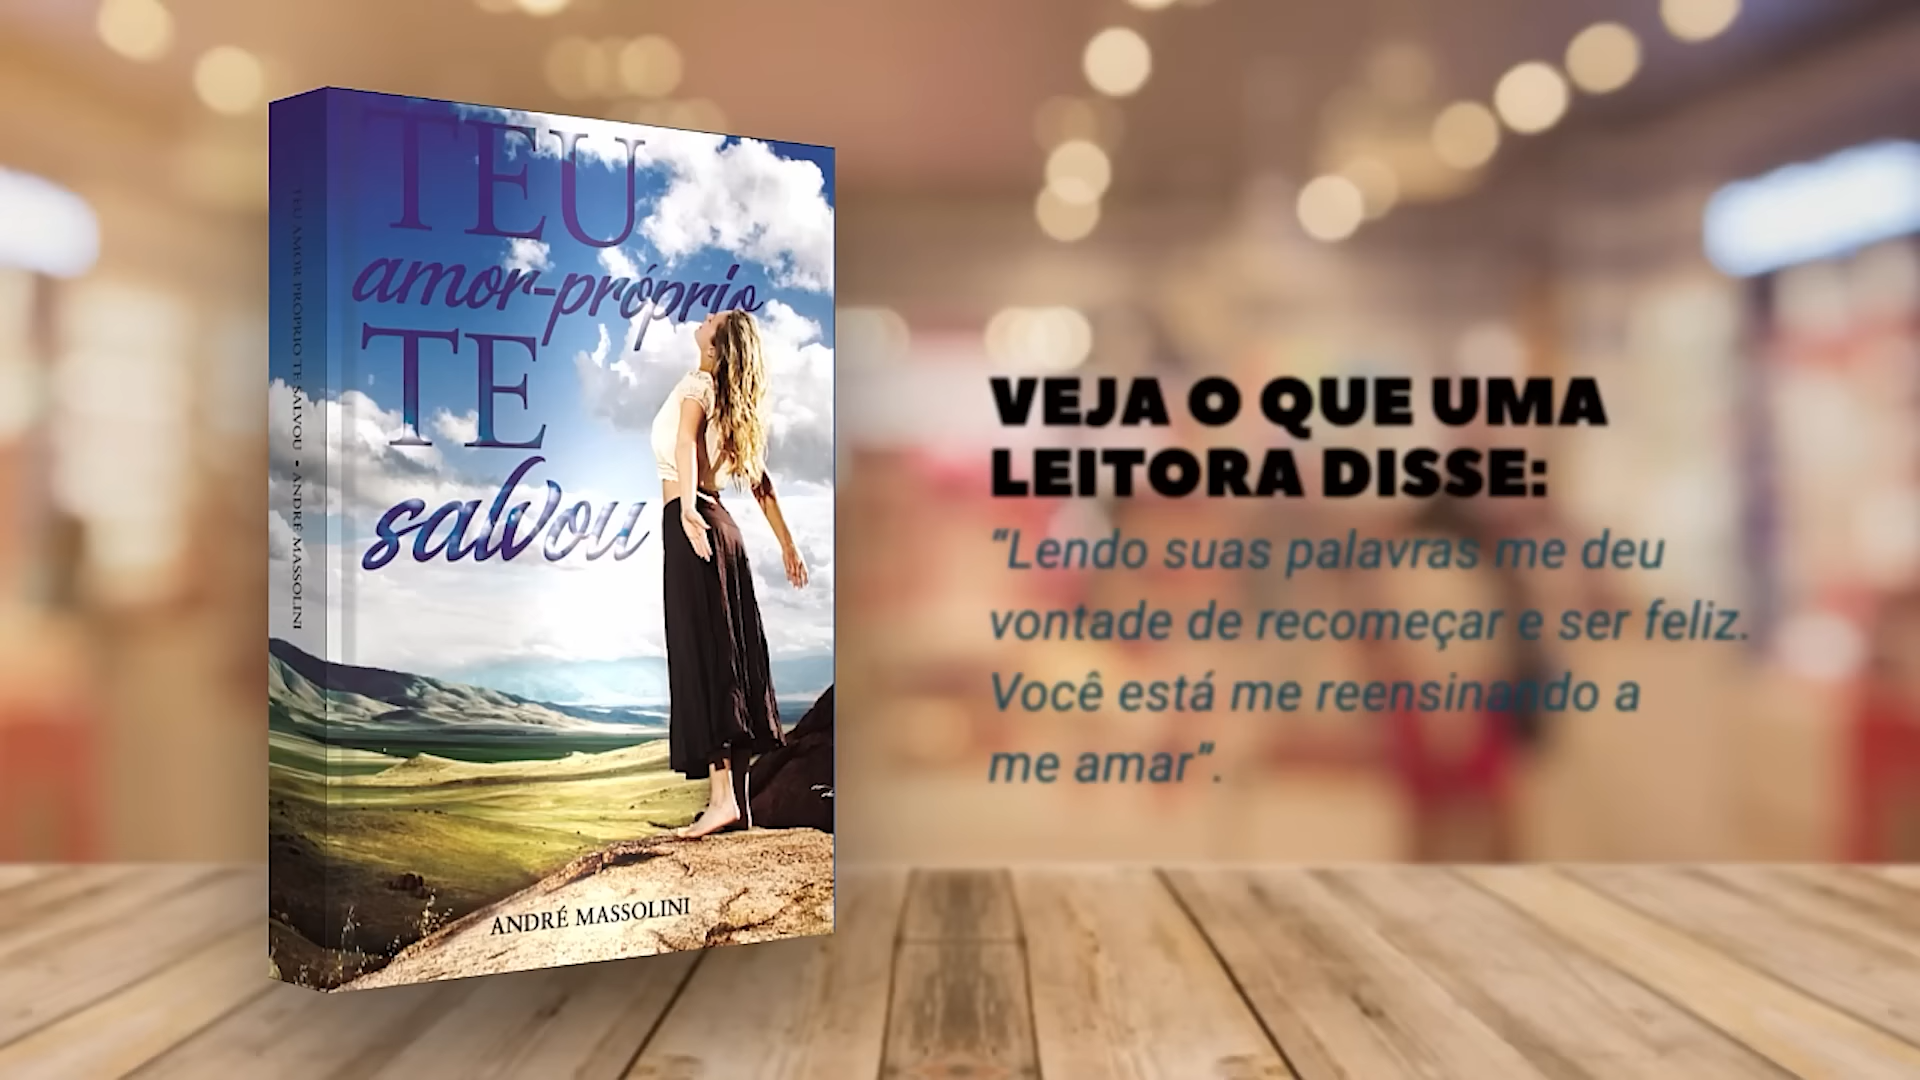 TEU
amor-próprio
TE
salvou
ANDRÉ MASSOLINI
TEU AMOR PROPRIO TE SALVOU • ANDRÉ MASSOLINI
VEJA O QUE UMA
LEITORA DISSE:
"Lendo suas palavras me deu
vontade de recomeçar e ser feliz.
Você está me reensinando a
me amar".